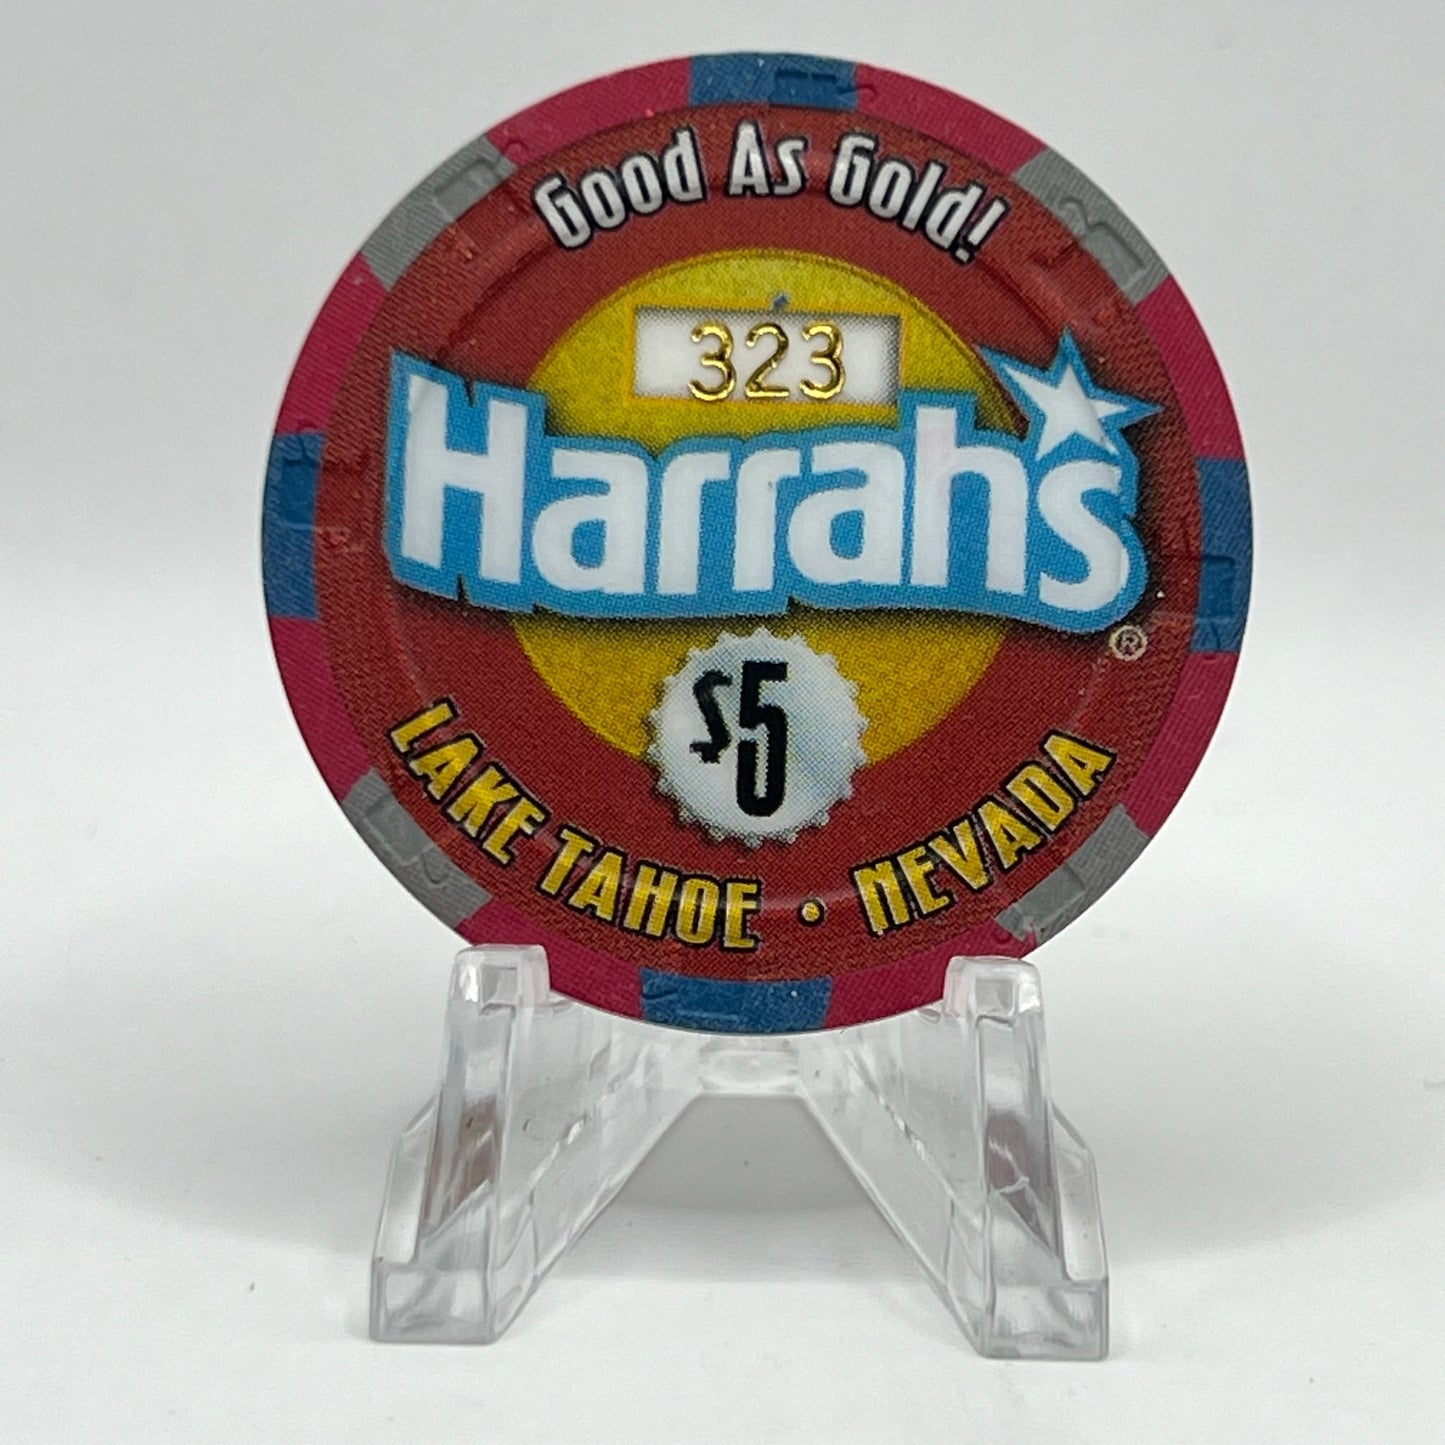 Good As Gold!
323
Harrah's
®
$5
LAKE TAHOE • NEVADA